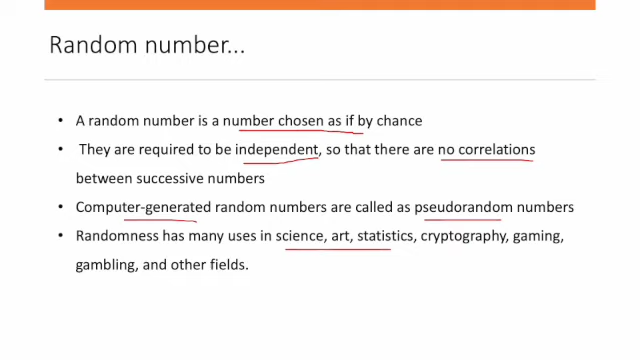 Random number...
• A random number is a number chosen as if by chance
• They are required to be independent, so that there are no correlations
between successive numbers
• Computer-generated random numbers are called as pseudorandom numbers
• Randomness has many uses in science, art, statistics, cryptography, gaming,
gambling, and other fields.